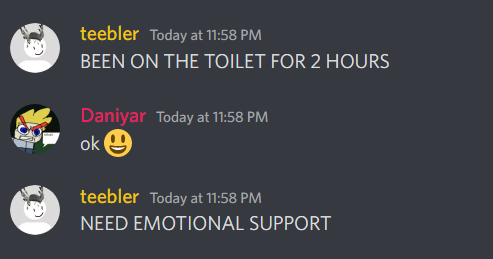 teebler Today at 11:58 PM
BEEN ON THE TOILET FOR 2 HOURS
Daniyar Today at 11:58 PM
ok 😃
teebler Today at 11:58 PM
NEED EMOTIONAL SUPPORT